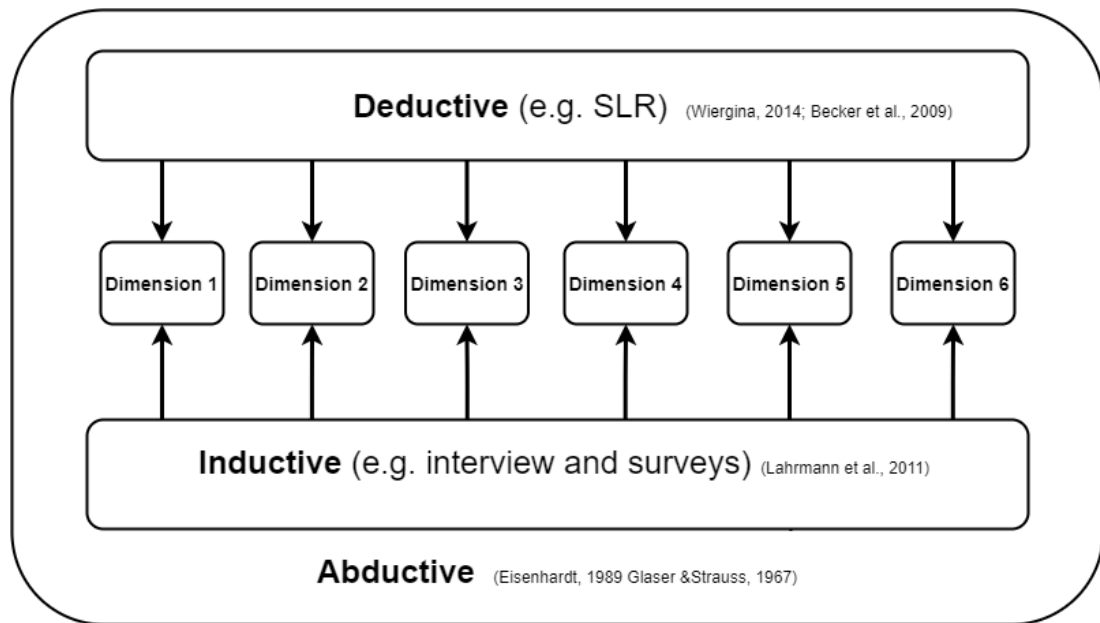 Deductive (e.g. SLR) (Wiergina, 2014; Becker et al., 2009)
Dimension 1 Dimension 2 Dimension 3 Dimension 4 Dimension 5 Dimension 6
Inductive (e.g. interview and surveys) (Lahrmann et al., 2011)
Abductive (Eisenhardt, 1989 Glaser &Strauss, 1967)